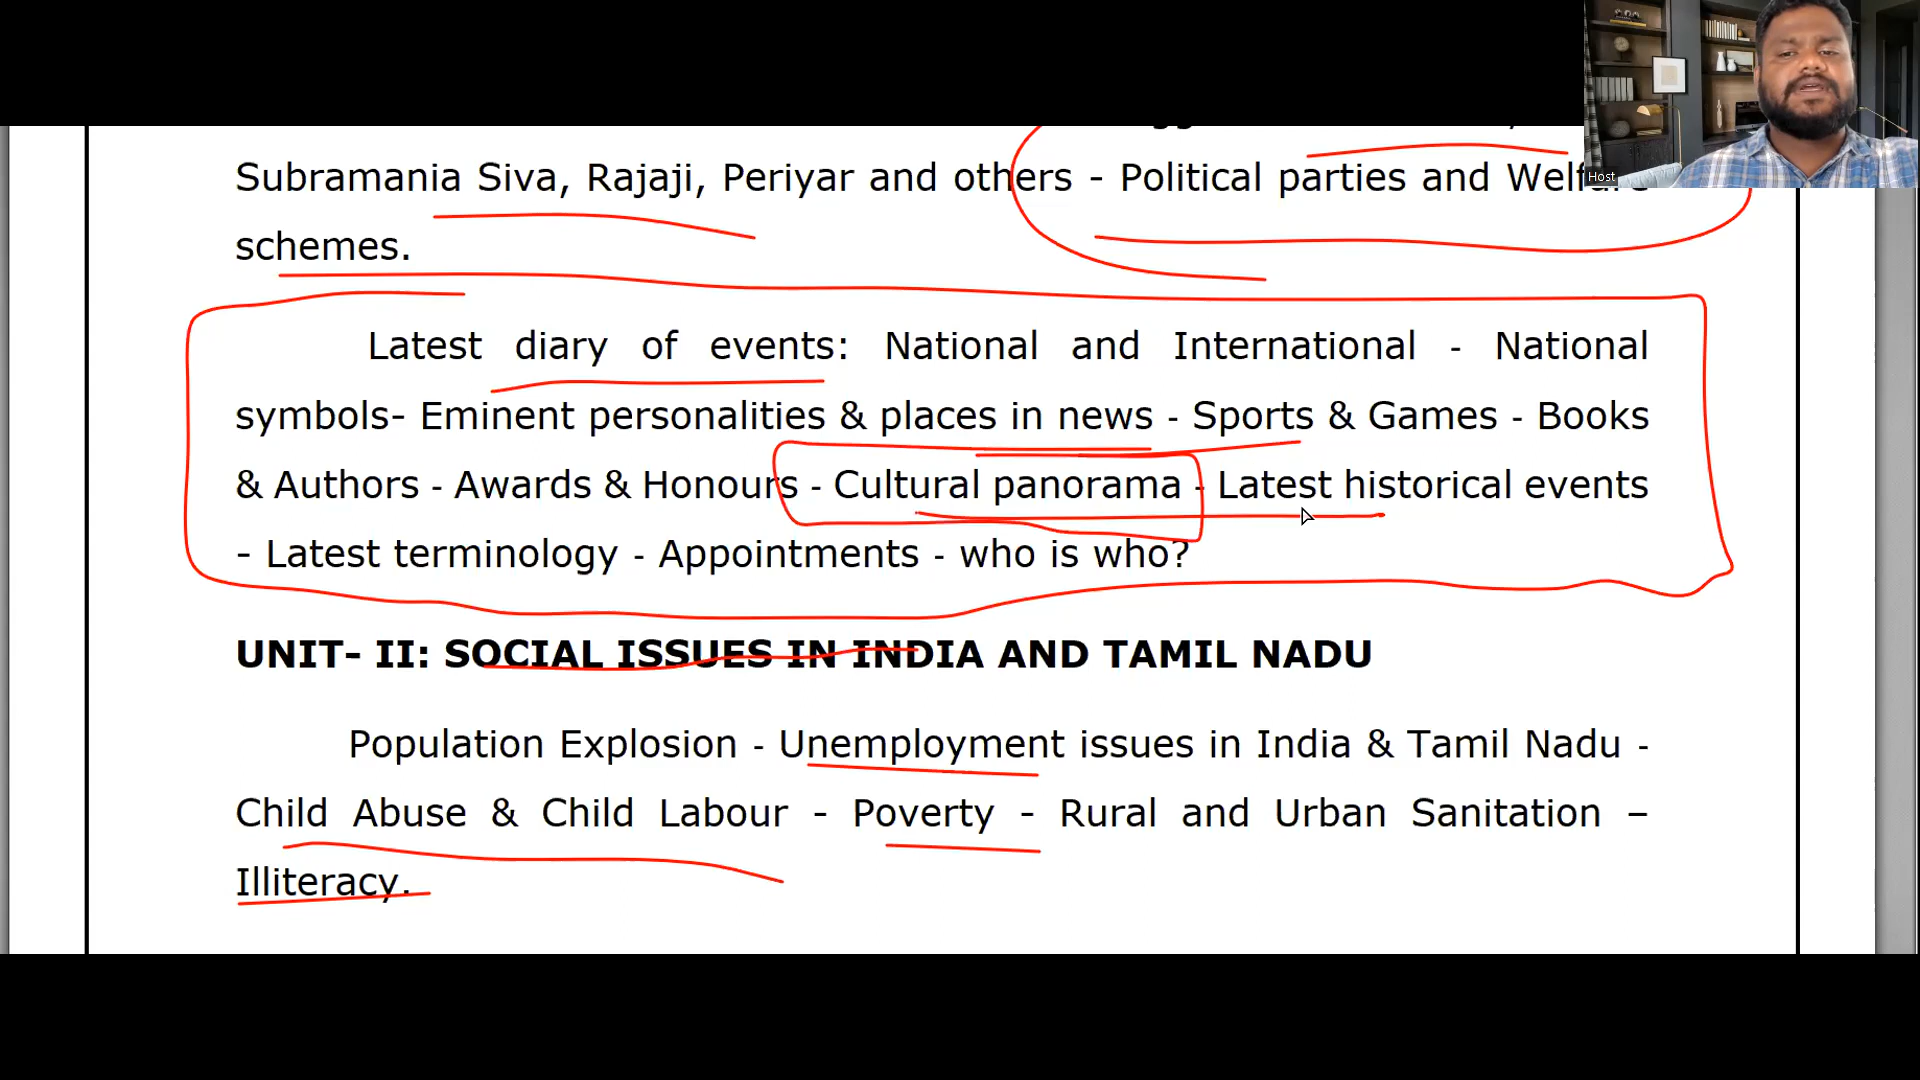 Host
Subramania Siva, Rajaji, Periyar and others - Political parties and Welfare
schemes.
Latest diary of events: National and International - National
symbols- Eminent personalities & places in news - Sports & Games - Books
& Authors - Awards & Honours - Cultural panorama - Latest historical events
- Latest terminology - Appointments - who is who?
UNIT- II: SOCIAL ISSUES IN INDIA AND TAMIL NADU
Population Explosion - Unemployment issues in India & Tamil Nadu -
Child Abuse & Child Labour - Poverty - Rural and Urban Sanitation –
Illiteracy.